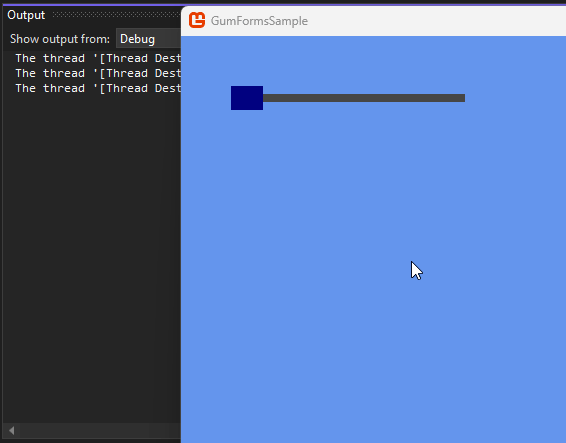 Output
GumFormsSample
Show output from: Debug
The thread '[Thread Dest
The thread '[Thread Dest
The thread '[Thread Dest